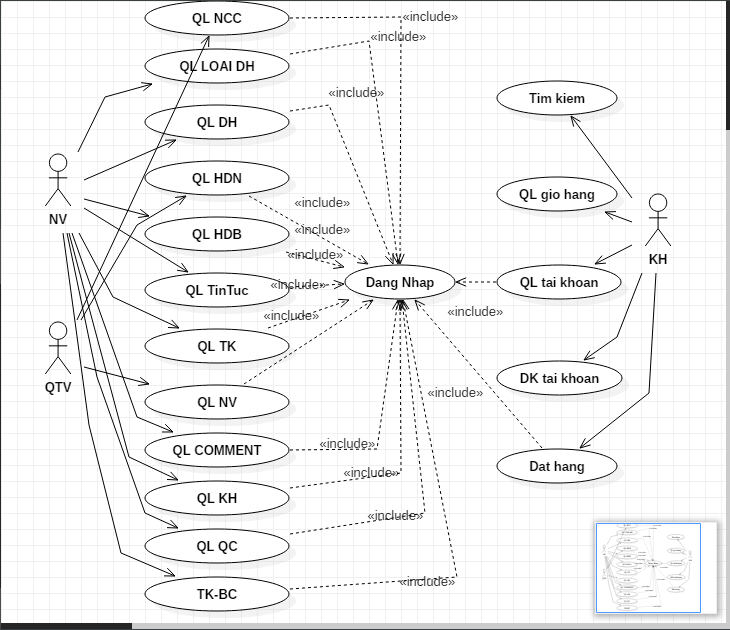 QL NCC
«include»
«include»
QL LOAI DH
«include»
Tim kiem
QL DH
QL HDN
QL gio hang
«include»
NV
«include»
QL HDB
«include»
KH
Dang Nhap
QL tai khoan
«include»
QL TinTuc
«include»
«include»
QL TK
QTV
DK tai khoan
«include»
QL NV
«include»
QL COMMENT
Dat hang
«include»
QL KH
«include»
QL QC
«include»
TK-BC